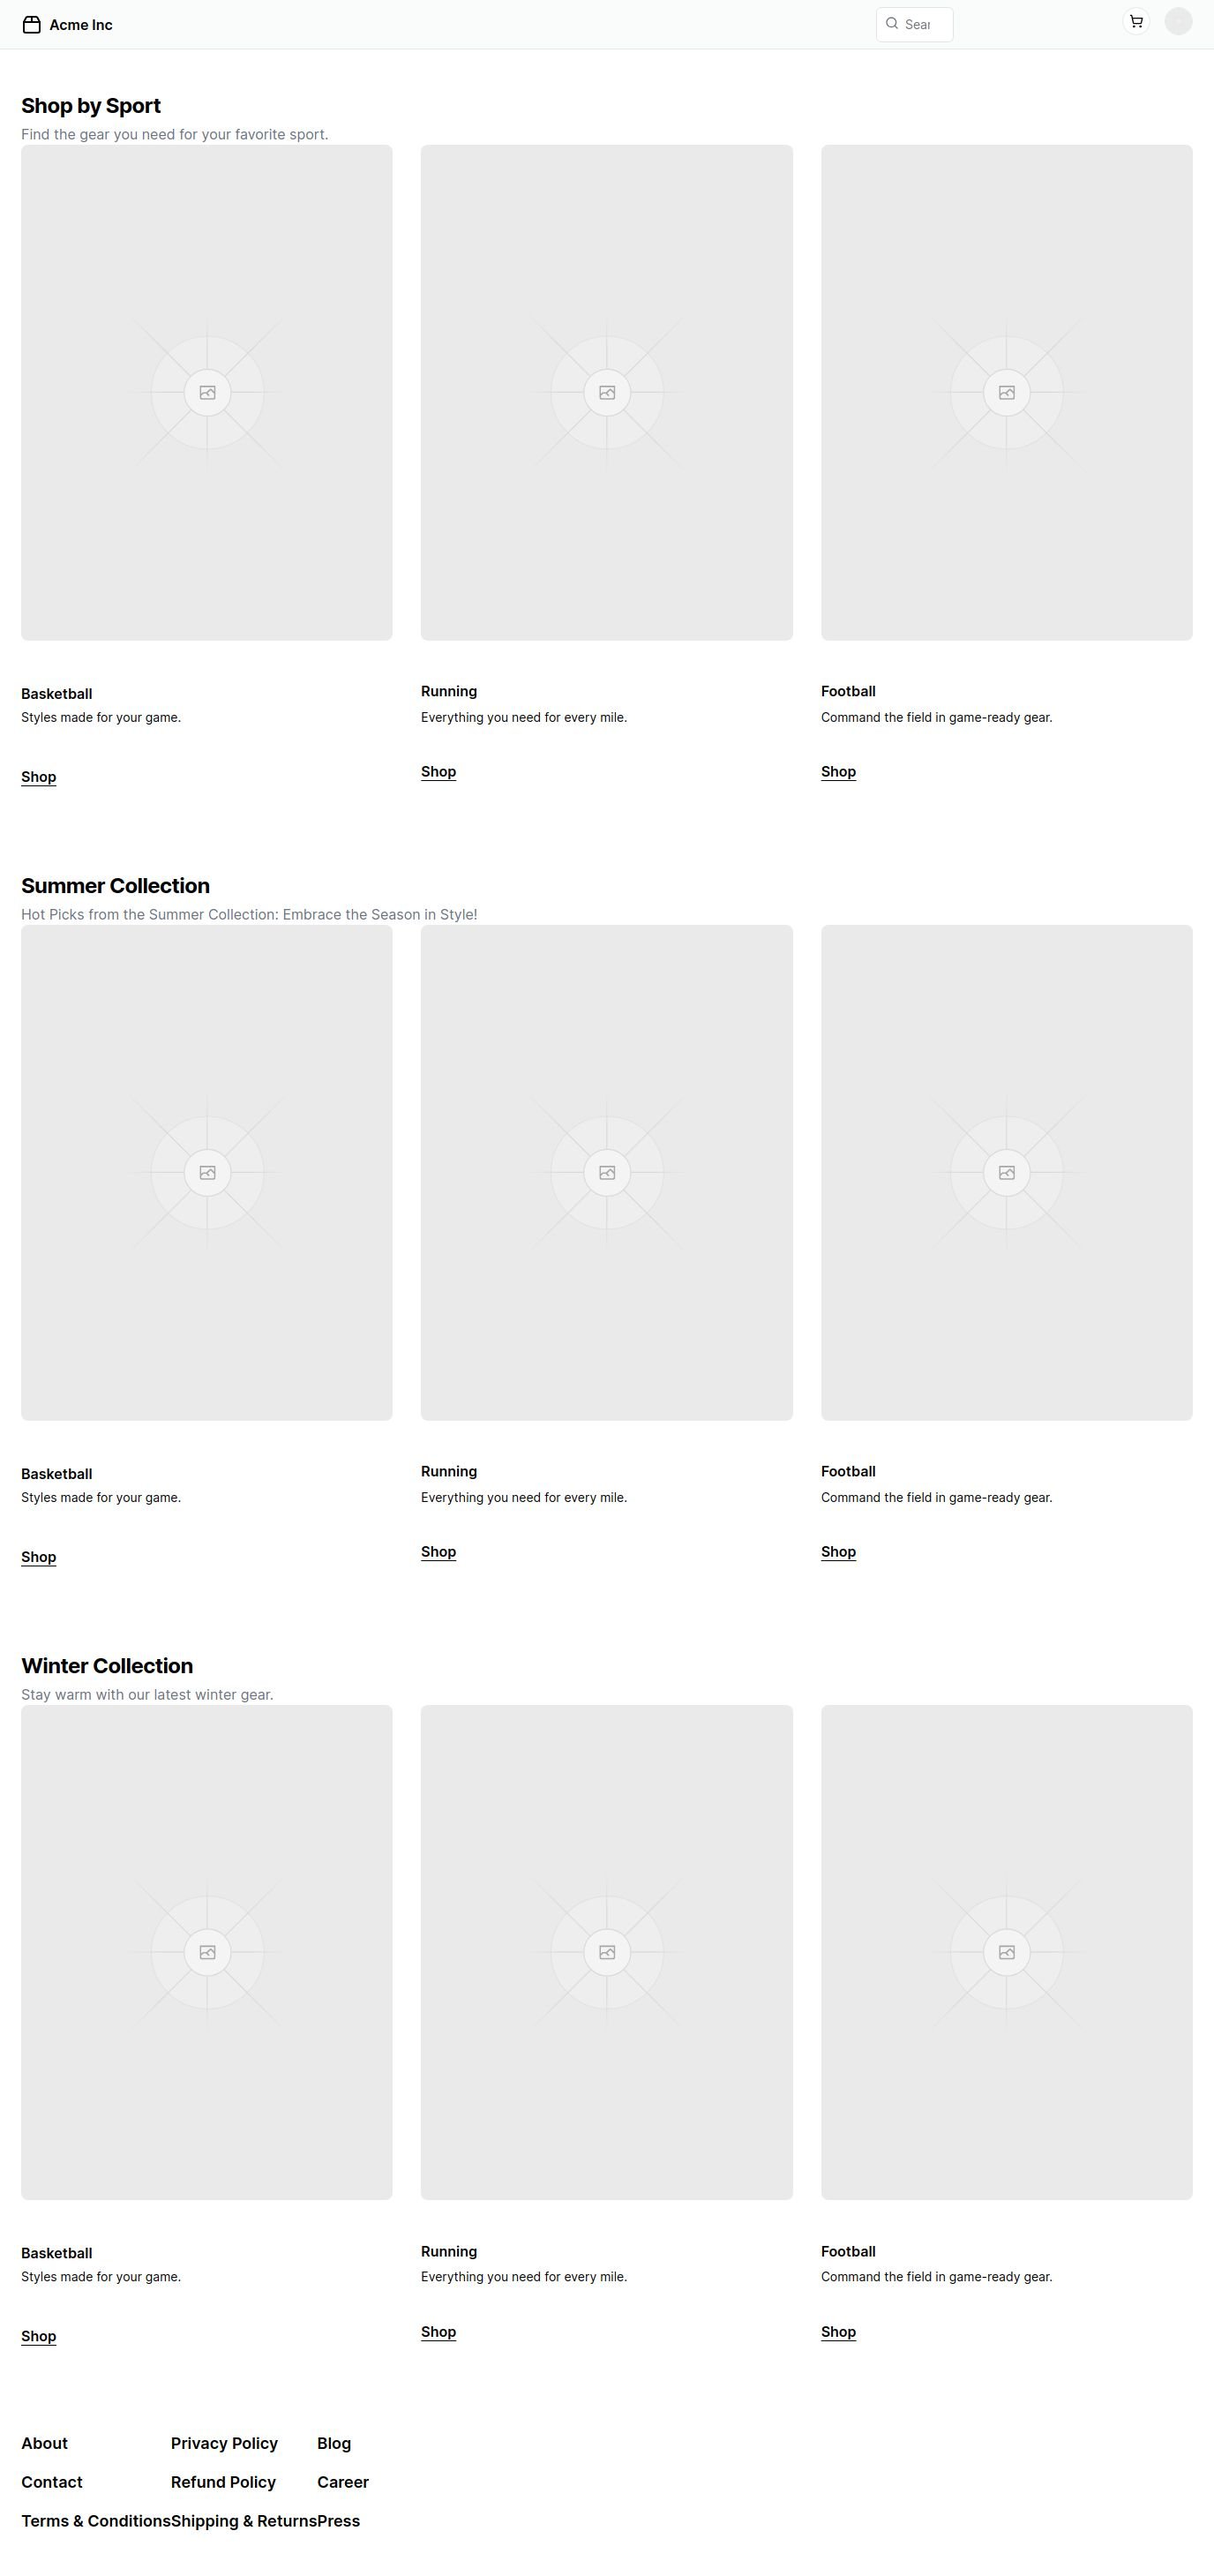 Acme Inc
Sear
Shop by Sport
Find the gear you need for your favorite sport.
Basketball
Styles made for your game.
Shop
Running
Everything you need for every mile.
Shop
Football
Command the field in game-ready gear.
Shop
Summer Collection
Hot Picks from the Summer Collection: Embrace the Season in Style!
Basketball
Styles made for your game.
Shop
Running
Everything you need for every mile.
Shop
Football
Command the field in game-ready gear.
Shop
Winter Collection
Stay warm with our latest winter gear.
Basketball
Styles made for your game.
Shop
Running
Everything you need for every mile.
Shop
Football
Command the field in game-ready gear.
Shop
About
Contact
Terms & Conditions
Privacy Policy
Refund Policy
Shipping & Returns
Blog
Career
Press